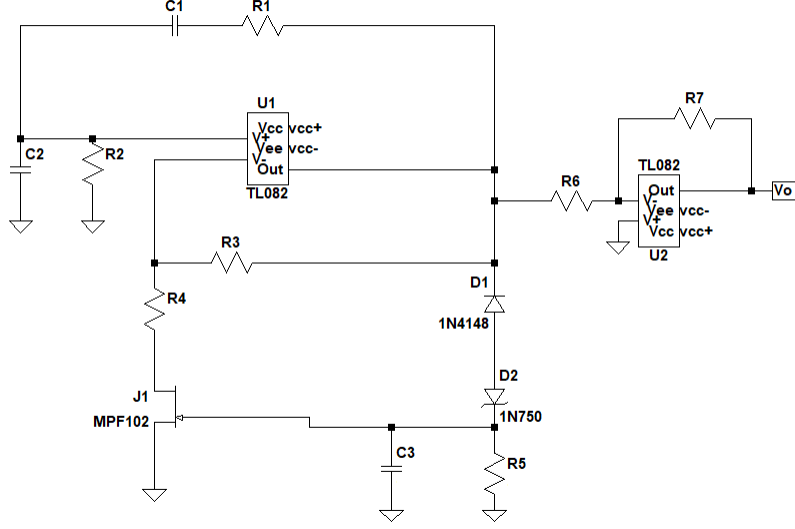 C1
R1
U1
Vcc vcc+
V+
Vee vcc-
V-
Out
TL082
C2
R2
R3
R4
J1
MPF102
D1
1N4148
D2
1N750
C3
R5
R6
R7
TL082
Out
V-
Vee vcc-
V+
Vcc vcc+
U2
Vo